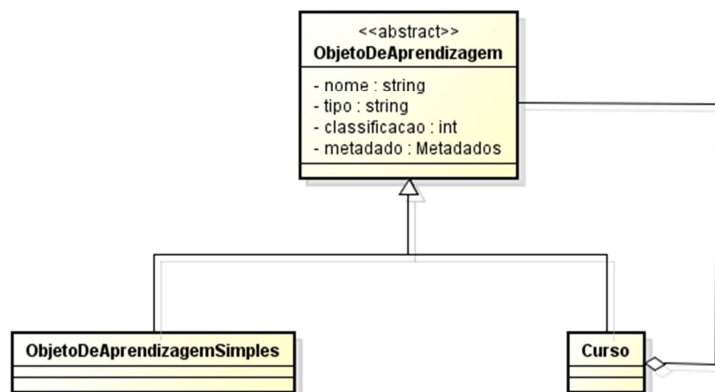 <<abstract>>
ObjetoDeAprendizagem
- nome : string
- tipo : string
- classificacao : int
- metadado : Metadados
ObjetoDeAprendizagemSimples
Curso